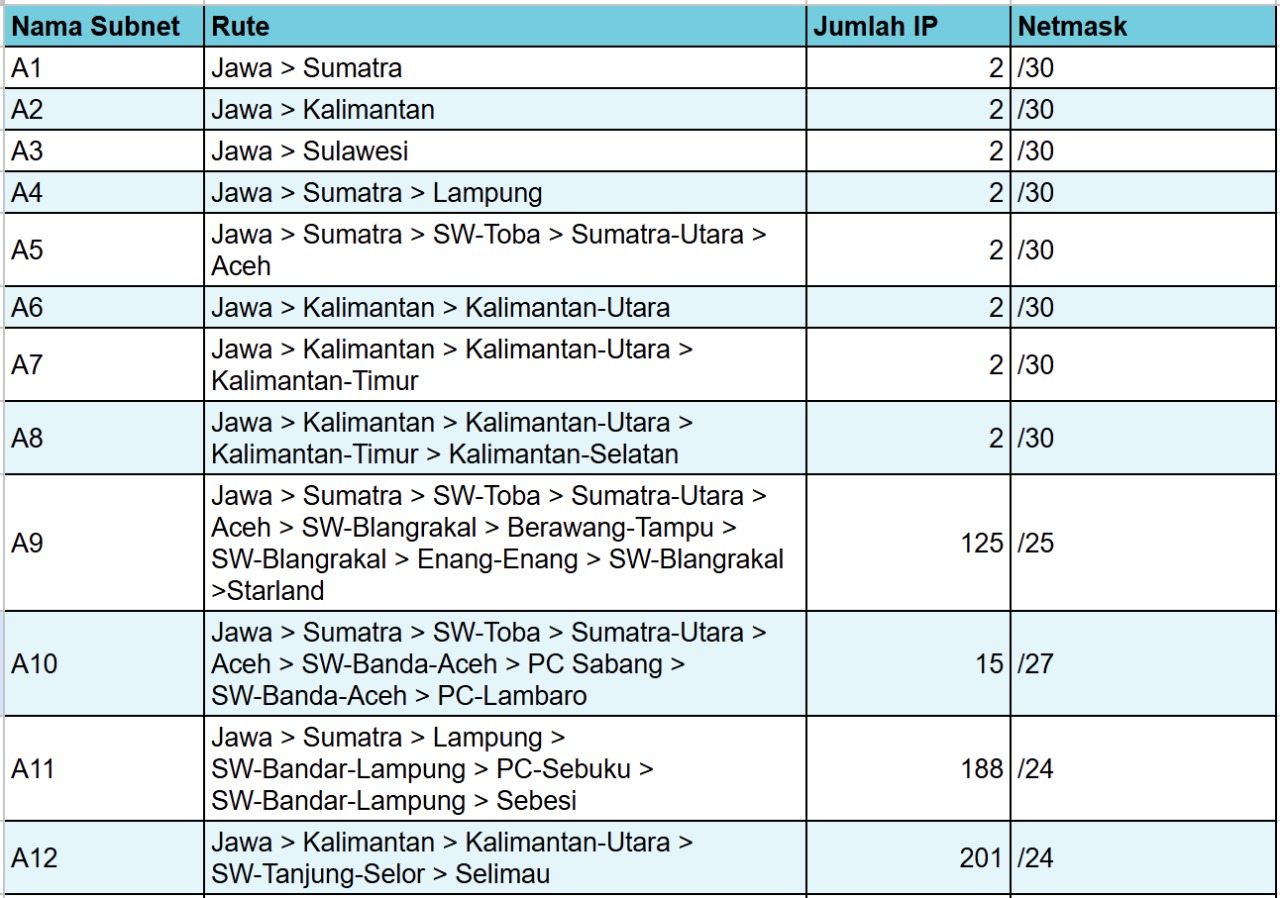 Nama Subnet Rute Jumlah IP Netmask
A1 Jawa > Sumatra 2 /30
A2 Jawa > Kalimantan 2 /30
A3 Jawa > Sulawesi 2 /30
A4 Jawa > Sumatra > Lampung 2 /30
A5 Jawa > Sumatra > SW-Toba > Sumatra-Utara >
Aceh 2 /30
A6 Jawa > Kalimantan > Kalimantan-Utara 2 /30
A7 Jawa > Kalimantan > Kalimantan-Utara >
Kalimantan-Timur 2 /30
A8 Jawa > Kalimantan > Kalimantan-Utara >
Kalimantan-Timur > Kalimantan-Selatan 2 /30
A9 Jawa > Sumatra > SW-Toba > Sumatra-Utara >
Aceh > SW-Blangrakal > Berawang-Tampu >
SW-Blangrakal > Enang-Enang > SW-Blangrakal
>Starland 125 /25
A10 Jawa > Sumatra > SW-Toba > Sumatra-Utara >
Aceh > SW-Banda-Aceh > PC Sabang >
SW-Banda-Aceh > PC-Lambaro 15 /27
A11 Jawa > Sumatra > Lampung >
SW-Bandar-Lampung > PC-Sebuku >
SW-Bandar-Lampung > Sebesi 188 /24
A12 Jawa > Kalimantan > Kalimantan-Utara >
SW-Tanjung-Selor > Selimau 201 /24